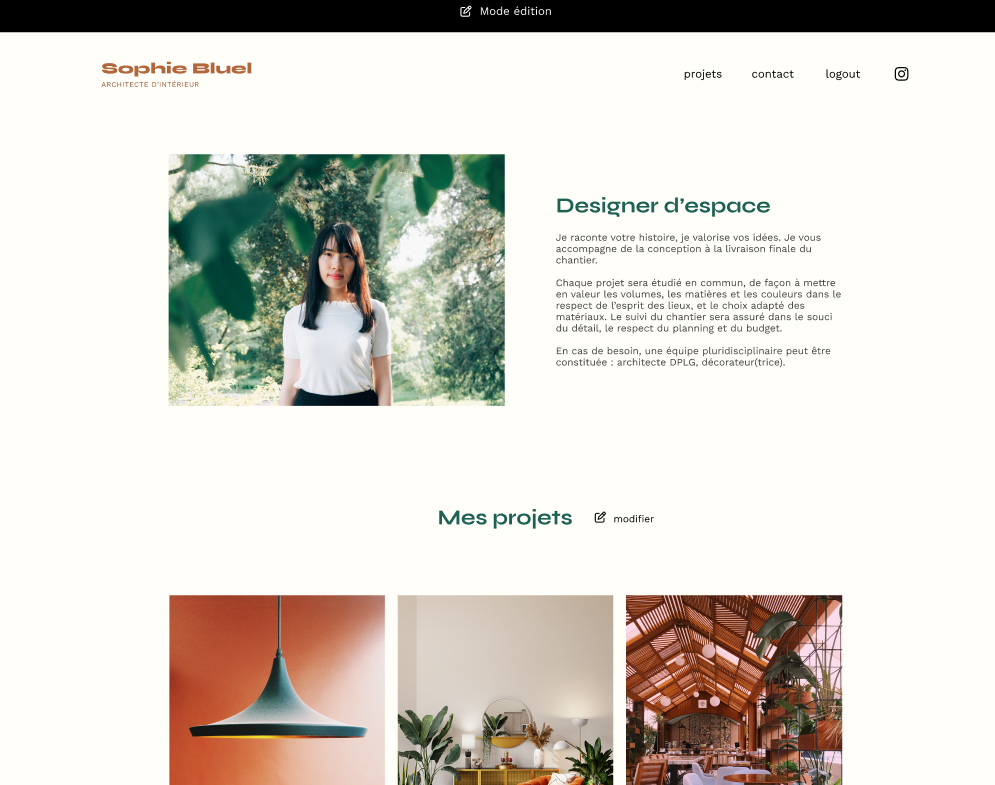 Mode édition
Sophie Bluel
ARCHITECTE D'INTÉRIEUR
projets
contact
logout
Designer d’espace
Je raconte votre histoire, je valorise vos idées. Je vous
accompagne de la conception à la livraison finale du
chantier.
Chaque projet sera étudié en commun, de façon à mettre
en valeur les volumes, les matières et les couleurs dans le
respect de l’esprit des lieux, et le choix adapté des
matériaux. Le suivi du chantier sera assuré dans le souci
du détail, le respect du planning et du budget.
En cas de besoin, une équipe pluridisciplinaire peut être
constituée : architecte DPLG, décorateur(trice).
Mes projets
modifier